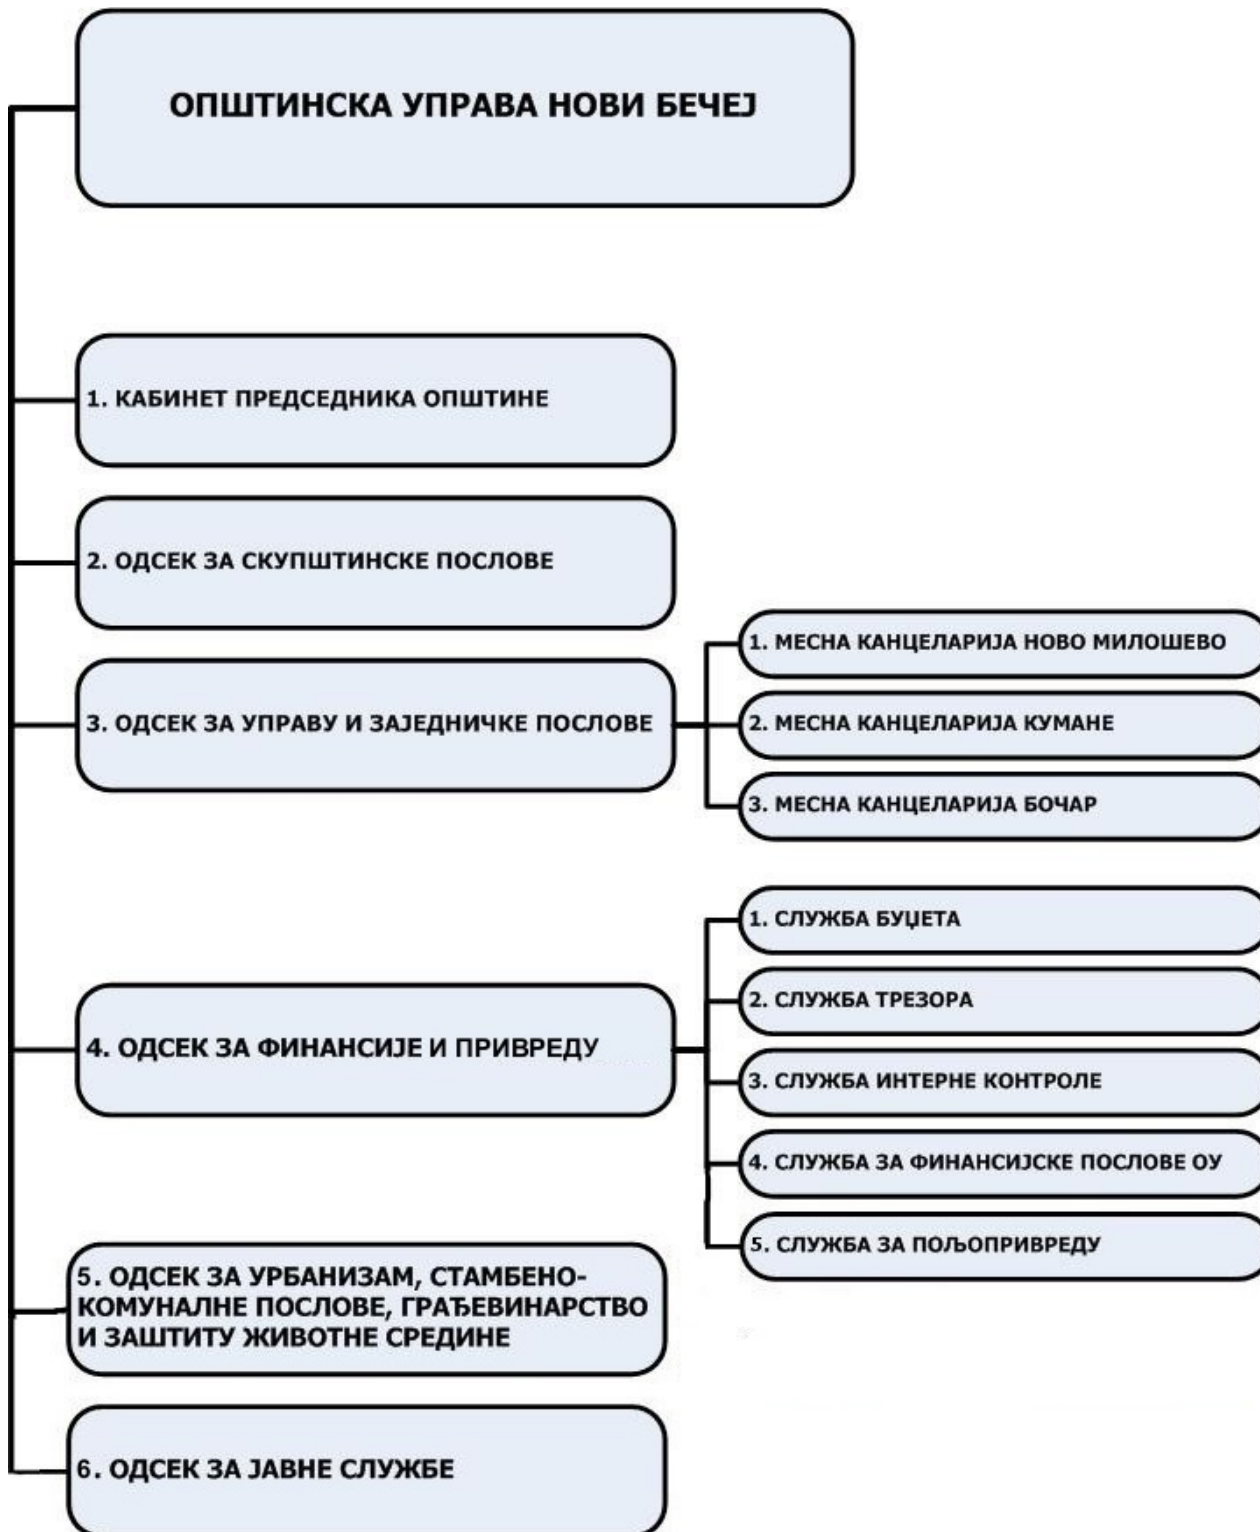 ОПШТИНСКА УПРАВА НОВИ БЕЧЕЈ
1. КАБИНЕТ ПРЕДСЕДНИКА ОПШТИНЕ
2. ОДСЕК ЗА СКУПШТИНСКЕ ПОСЛОВЕ
3. ОДСЕК ЗА УПРАВУ И ЗАЈЕДНИЧКЕ ПОСЛОВЕ
1. МЕСНА КАНЦЕЛАРИЈА НОВО МИЛОШЕВО
2. МЕСНА КАНЦЕЛАРИЈА КУМАНЕ
3. МЕСНА КАНЦЕЛАРИЈА БОЧАР
4. ОДСЕК ЗА ФИНАНСИЈЕ И ПРИВРЕДУ
1. СЛУЖБА БУЏЕТА
2. СЛУЖБА ТРЕЗОРА
3. СЛУЖБА ИНТЕРНЕ КОНТРОЛЕ
4. СЛУЖБА ЗА ФИНАНСИЈСКЕ ПОСЛОВЕ ОУ
5. СЛУЖБА ЗА ПОЉОПРИВРЕДУ
5. ОДСЕК ЗА УРБАНИЗАМ, СТАМБЕНО-
КОМУНАЛНЕ ПОСЛОВЕ, ГРАЂЕВИНАРСТВО
И ЗАШТИТУ ЖИВОТНЕ СРЕДИНЕ
6. ОДСЕК ЗА ЈАВНЕ СЛУЖБЕ